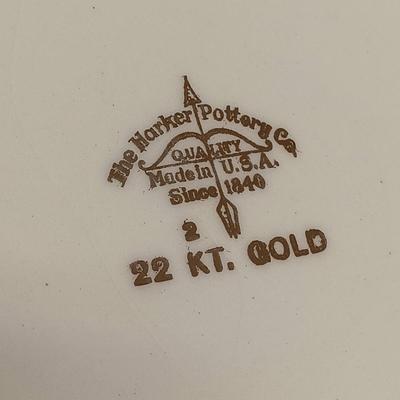 The Harker Pottery Co.
QUALITY
Made in U.S.A.
Since 1840
2
22 KT. GOLD